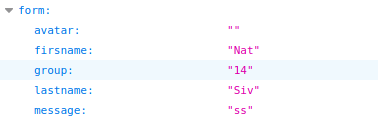 form:
avatar: ""
firsname: "Nat"
group: "14"
lastname: "Siv"
message: "ss"